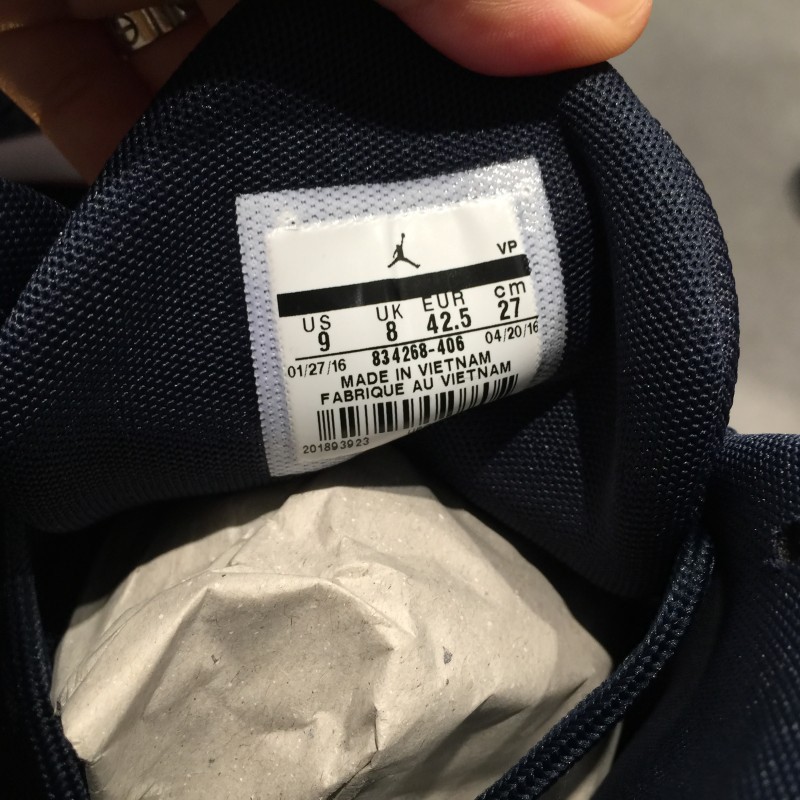 VP
US UK EUR cm
9 8 42.5 27
01/27/16 834268-406 04/20/16
MADE IN VIETNAM
FABRIQUE AU VIETNAM
201893923